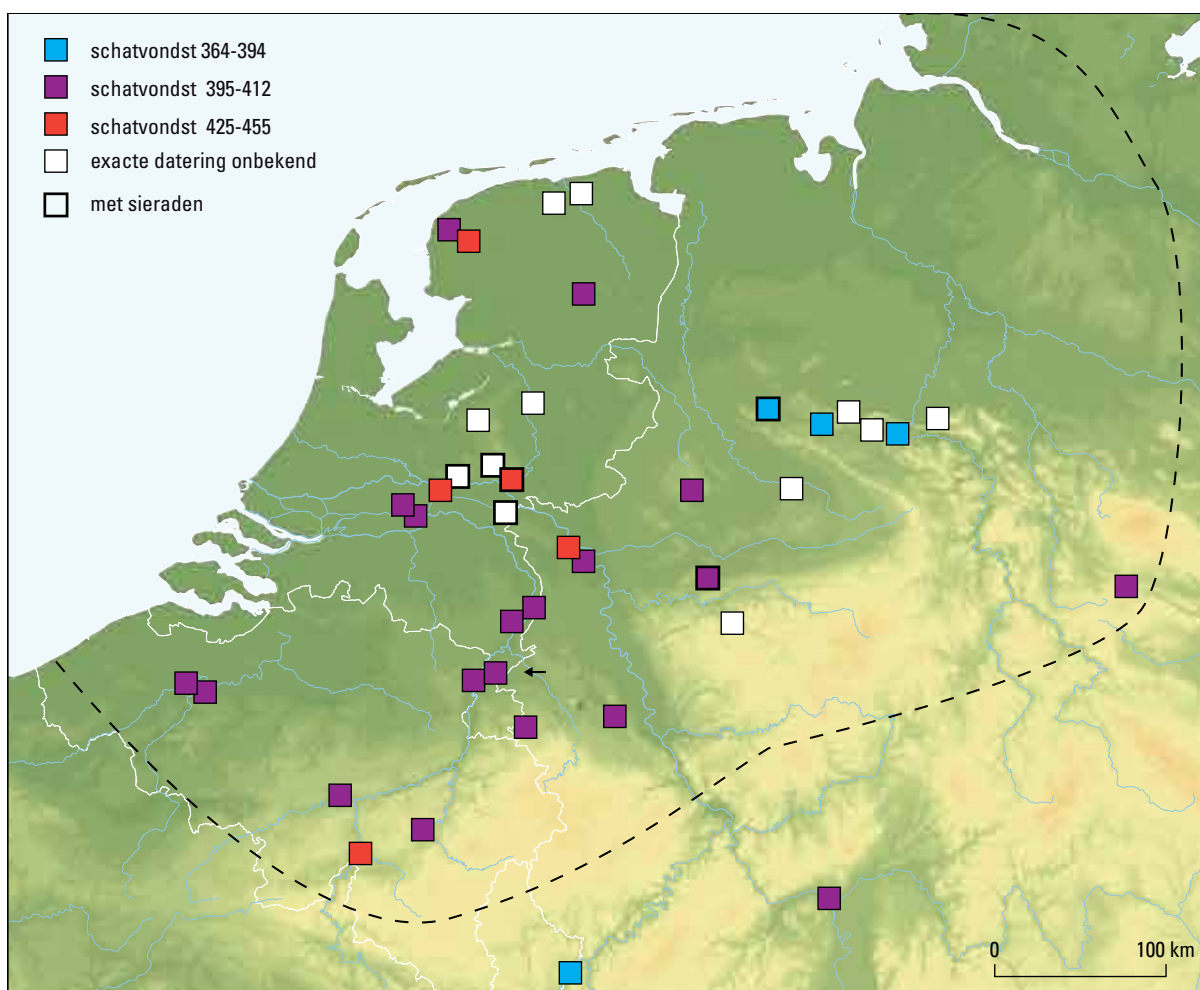 schatvondst 364-394
schatvondst 395-412
schatvondst 425-455
exacte datering onbekend
met sieraden
0 100 km